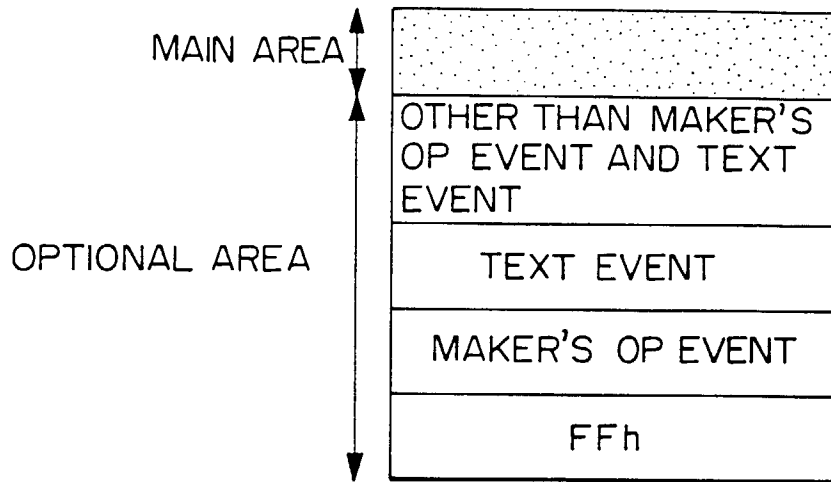 MAIN AREA
OTHER THAN MAKER'S
OP EVENT AND TEXT
EVENT
OPTIONAL AREA
TEXT EVENT
MAKER'S OP EVENT
FFh